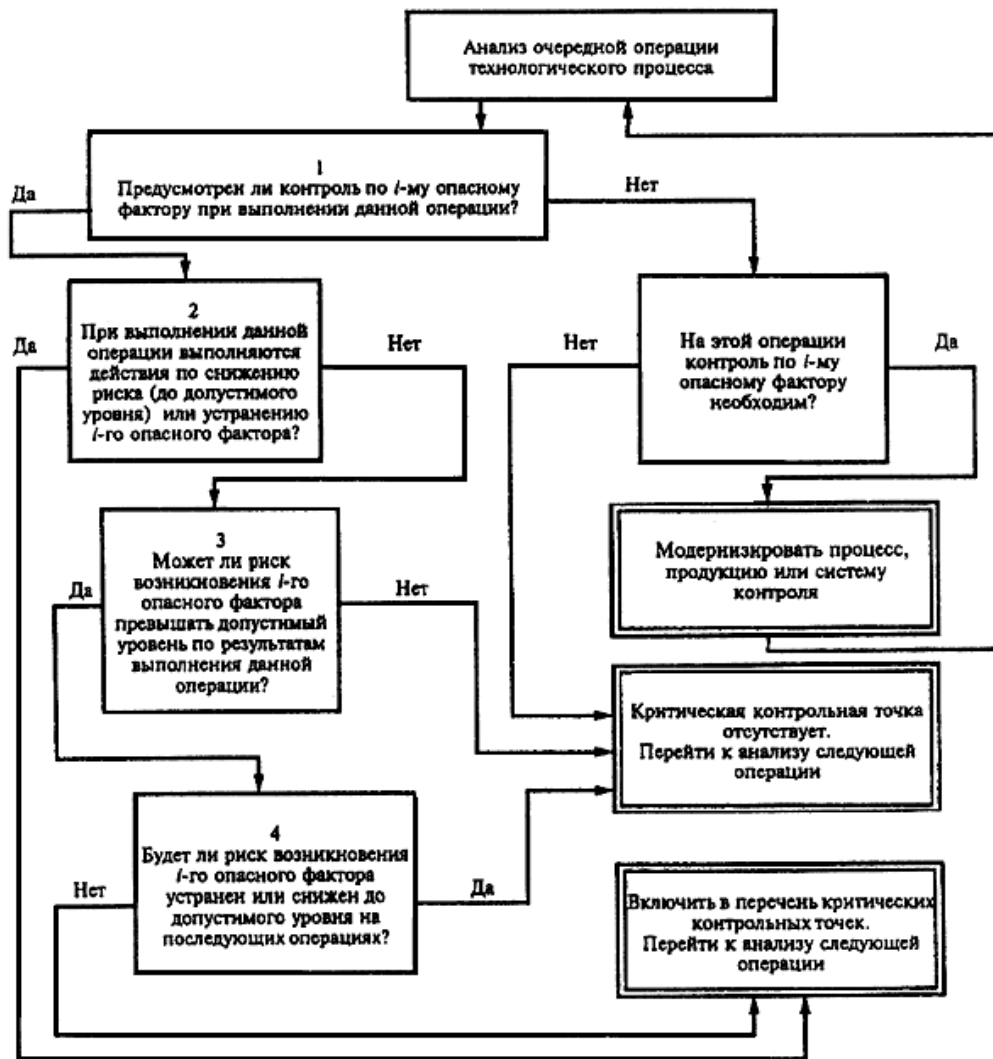 Анализ очередной операции
технологического процесса
1
Предусмотрен ли контроль по i-му опасному
фактору при выполнении данной операции?
Да
Нет
2
При выполнении данной
операции выполняются
действия по снижению
риска (до допустимого
уровня) или устранению
i-го опасного фактора?
Да
Нет
На этой операции
контроль по i-му
опасному фактору
необходим?
Нет
Да
3
Может ли риск
возникновения i-го
опасного фактора
превышать допустимый
уровень по результатам
выполнения данной
операции?
Да
Нет
Модернизировать процесс,
продукцию или систему
контроля
Критическая контрольная точка
отсутствует.
Перейти к анализу следующей
операции
4
Будет ли риск возникновения
i-го опасного фактора
устранен или снижен до
допустимого уровня на
последующих операциях?
Нет
Да
Включить в перечень критических
контрольных точек.
Перейти к анализу следующей
операции